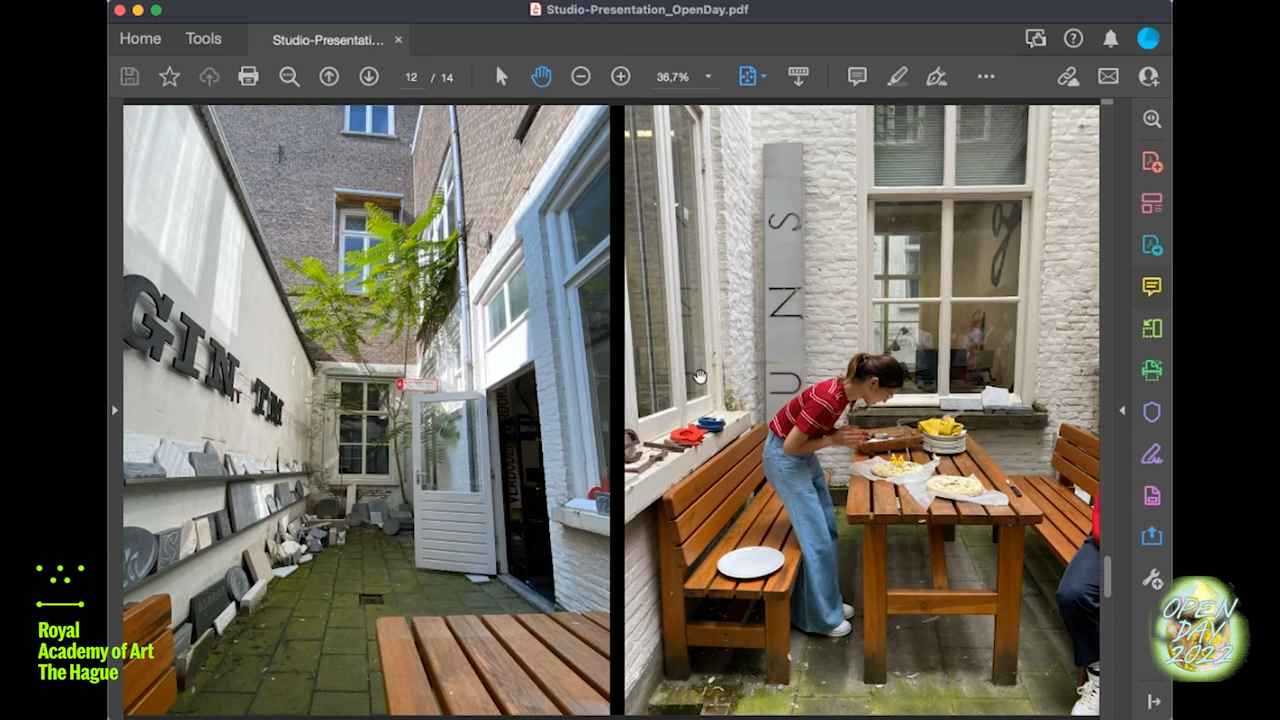 Studio-Presentation_OpenDay.pdf
Home
Tools
Studio-Presentati...
12 / 14
36,7%
GIN
SNU
Royal
Academy of Art
The Hague
OPEN
DAY
2022